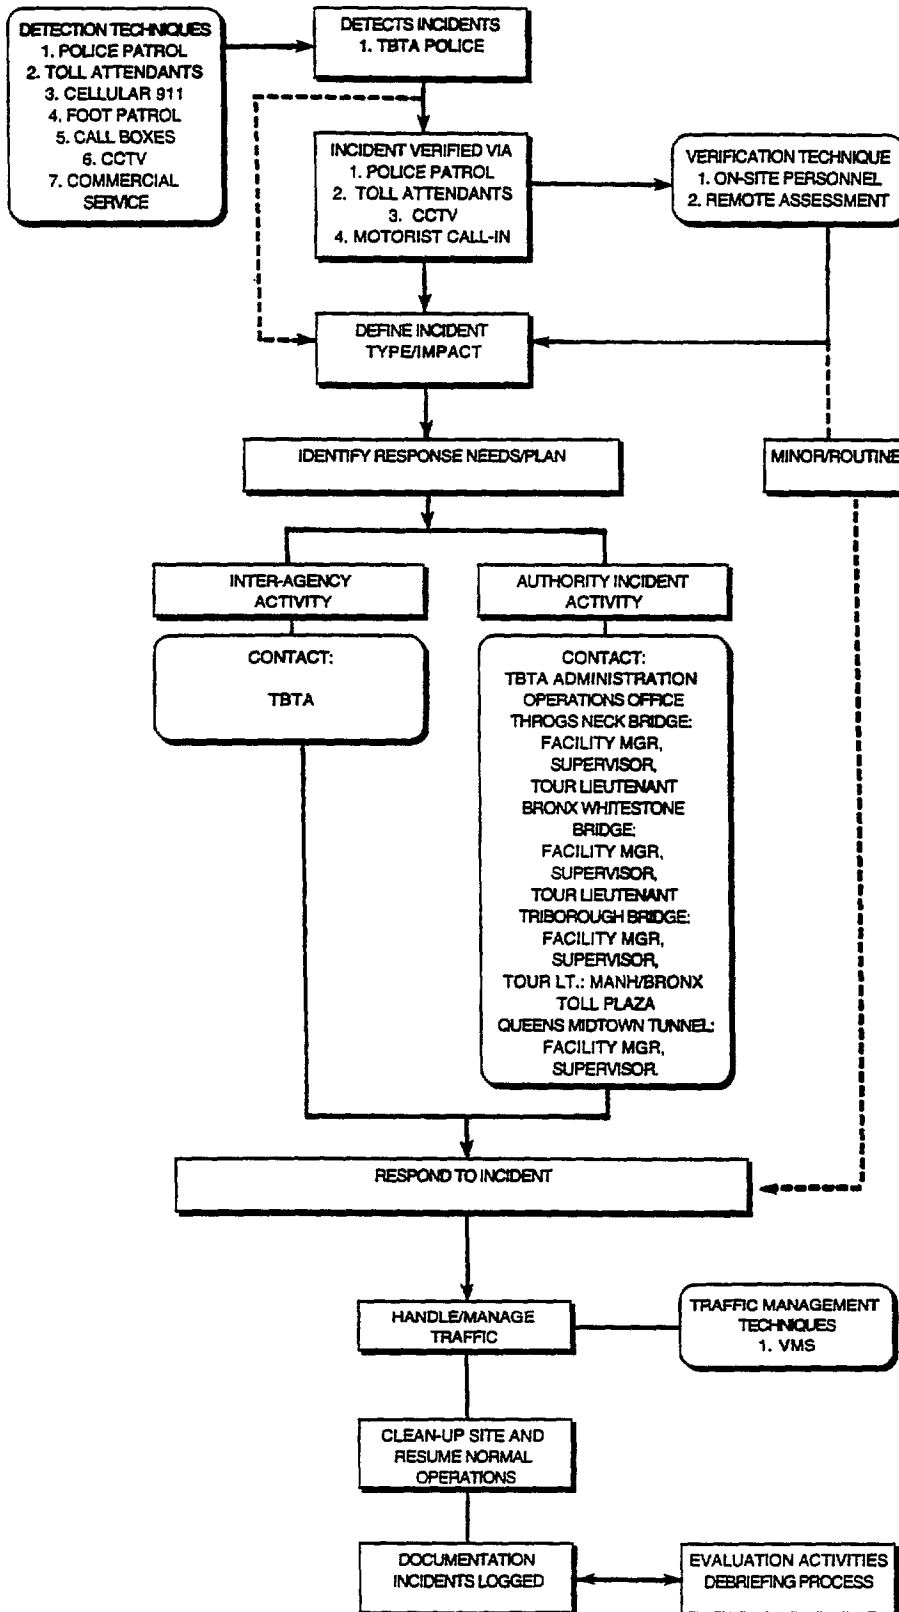 DETECTION TECHNIQUES
1. POLICE PATROL
2. TOLL ATTENDANTS
3. CELLULAR 911
4. FOOT PATROL
5. CALL BOXES
6. CCTV
7. COMMERCIAL
SERVICE
DETECTS INCIDENTS
1. TBTA POLICE
INCIDENT VERIFIED VIA
1. POLICE PATROL
2. TOLL ATTENDANTS
3. CCTV
4. MOTORIST CALL-IN
VERIFICATION TECHNIQUE
1. ON-SITE PERSONNEL
2. REMOTE ASSESSMENT
DEFINE INCIDENT
TYPE/IMPACT
IDENTIFY RESPONSE NEEDS/PLAN
MINOR/ROUTINE
INTER-AGENCY
ACTIVITY
AUTHORITY INCIDENT
ACTIVITY
CONTACT:
TBTA
CONTACT:
TBTA ADMINISTRATION
OPERATIONS OFFICE
THROGS NECK BRIDGE:
FACILITY MGR,
SUPERVISOR,
TOUR LIEUTENANT
BRONX WHITESTONE
BRIDGE:
FACILITY MGR,
SUPERVISOR,
TOUR LIEUTENANT
TRIBOROUGH BRIDGE:
FACILITY MGR,
SUPERVISOR,
TOUR LT.: MANH/BRONX
TOLL PLAZA
QUEENS MIDTOWN TUNNEL:
FACILITY MGR,
SUPERVISOR.
RESPOND TO INCIDENT
HANDLE/MANAGE
TRAFFIC
TRAFFIC MANAGEMENT
TECHNIQUES
1. VMS
CLEAN-UP SITE AND
RESUME NORMAL
OPERATIONS
DOCUMENTATION
INCIDENTS LOGGED
EVALUATION ACTIVITIES
DEBRIEFING PROCESS